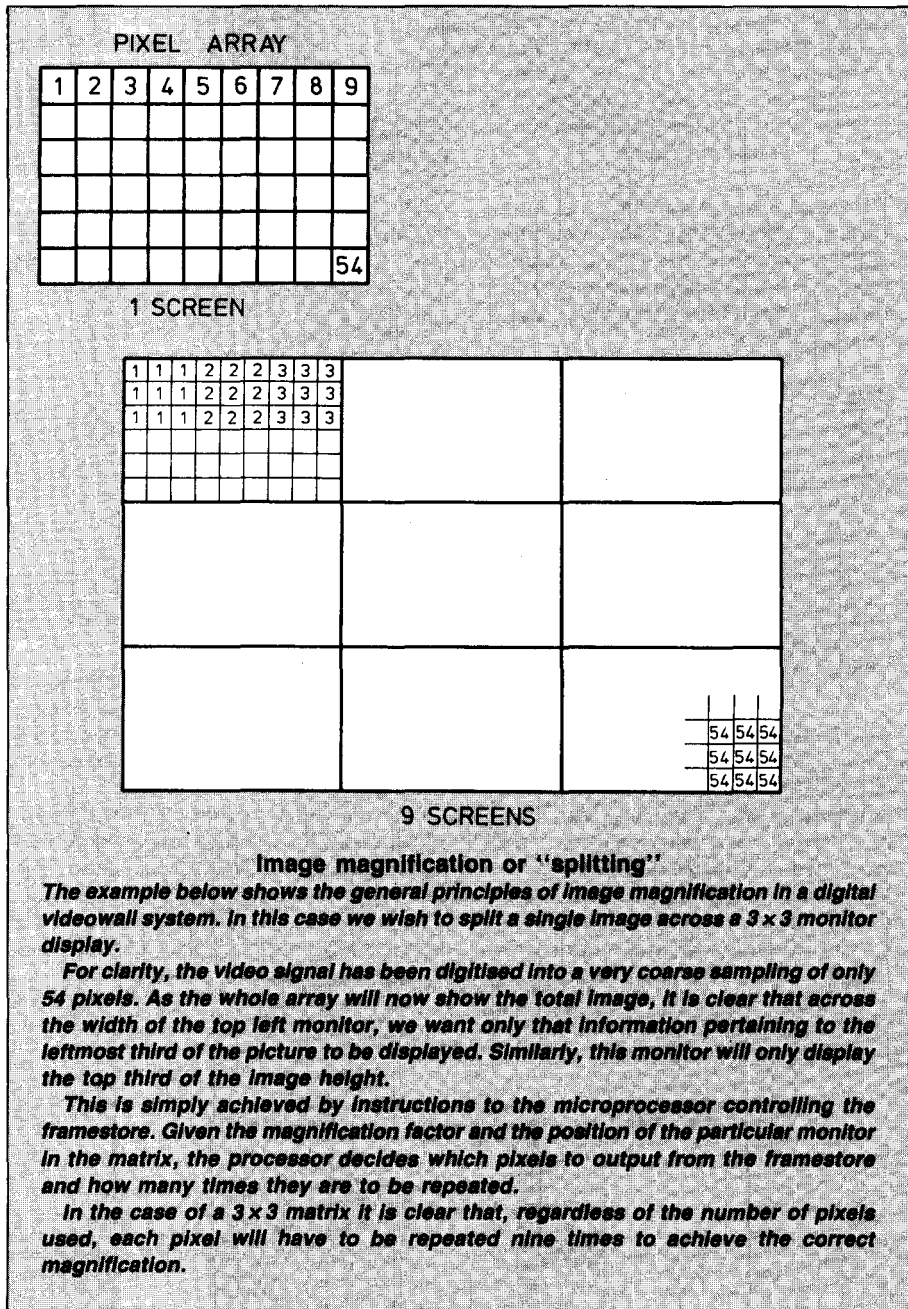 PIXEL ARRAY
1 2 3 4 5 6 7 8 9
54
1 SCREEN
1 1 1 2 2 2 3 3 3
1 1 1 2 2 2 3 3 3
1 1 1 2 2 2 3 3 3
54 54 54
54 54 54
54 54 54
9 SCREENS
Image magnification or "splitting"
The example below shows the general principles of image magnification in a digital
videowall system. In this case we wish to split a single image across a 3 × 3 monitor
display.
For clarity, the video signal has been digitised into a very coarse sampling of only
54 pixels. As the whole array will now show the total image, it is clear that across
the width of the top left monitor, we want only that information pertaining to the
leftmost third of the picture to be displayed. Similarly, this monitor will only display
the top third of the image height.
This is simply achieved by instructions to the microprocessor controlling the
framestore. Given the magnification factor and the position of the particular monitor
in the matrix, the processor decides which pixels to output from the framestore
and how many times they are to be repeated.
In the case of a 3 × 3 matrix it is clear that, regardless of the number of pixels
used, each pixel will have to be repeated nine times to achieve the correct
magnification.